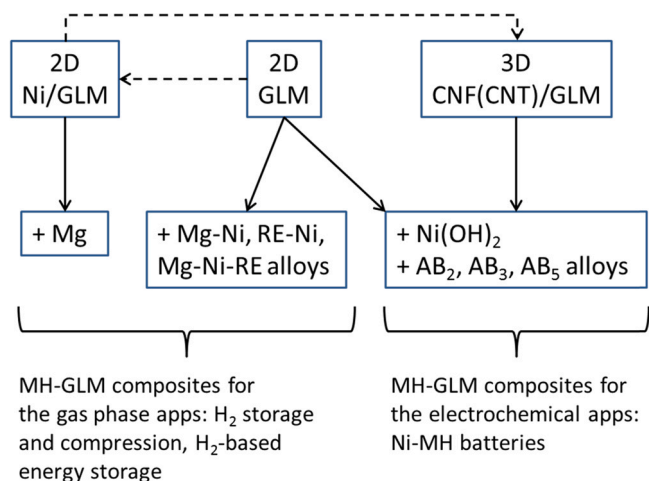 2D
Ni/GLM
2D
GLM
3D
CNF(CNT)/GLM
+ Mg
+ Mg-Ni, RE-Ni,
Mg-Ni-RE alloys
+ Ni(OH)₂
+ AB₂, AB₃, AB₅ alloys
MH-GLM composites for
the gas phase apps: H₂ storage
and compression, H₂-based
energy storage
MH-GLM composites for
the electrochemical apps:
Ni-MH batteries